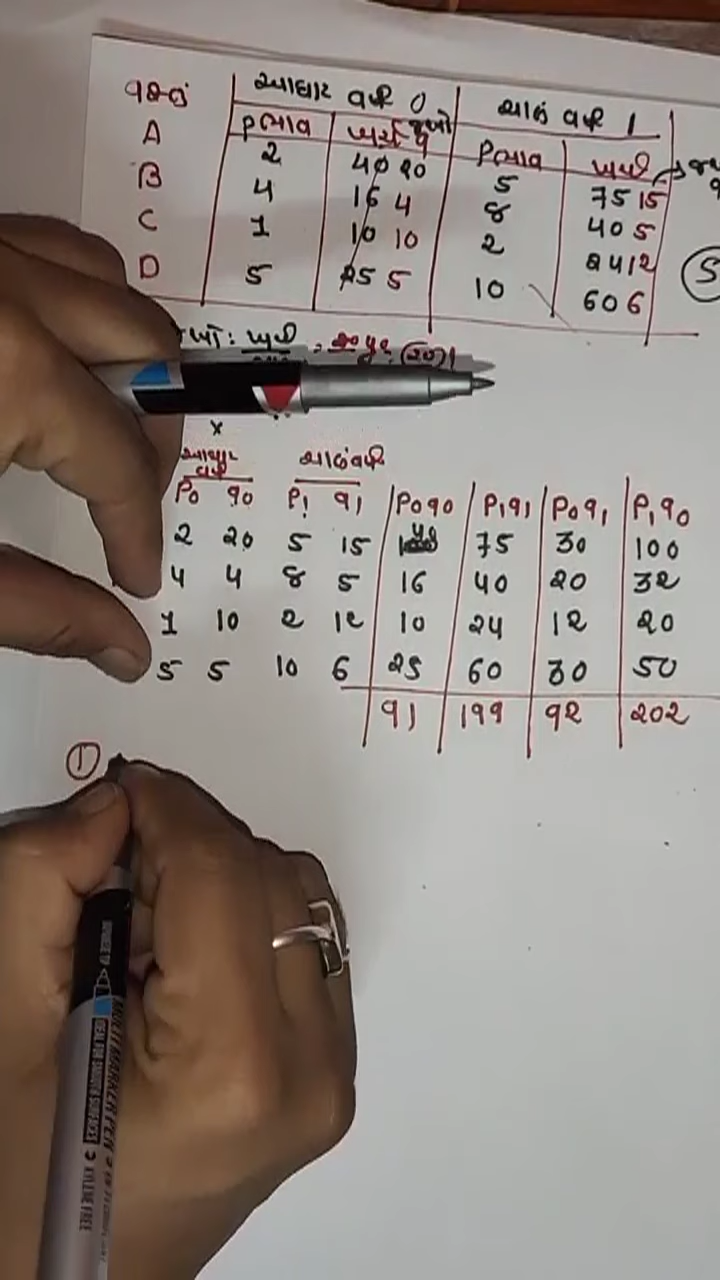 વસ્તુ આધાર વર્ષ 0 ચાલુ વર્ષ 1
P ભાવ ખર્ચ P ભાવ ખર્ચ
A 2 40 20 5 75 15
B 4 16 4 8 40 5
C 1 10 10 2 24 12
D 5 25 5 10 60 6
ખર્ચ
x
આધાર વર્ષ ચાલુ વર્ષ
P0 q0 P1 q1 P0q0 P1q1 P0q1 P1q0
2 20 5 15 75 30 100
4 4 8 5 16 40 20 32
1 10 2 12 10 24 12 20
5 5 10 6 25 60 30 50
91 199 92 202
1